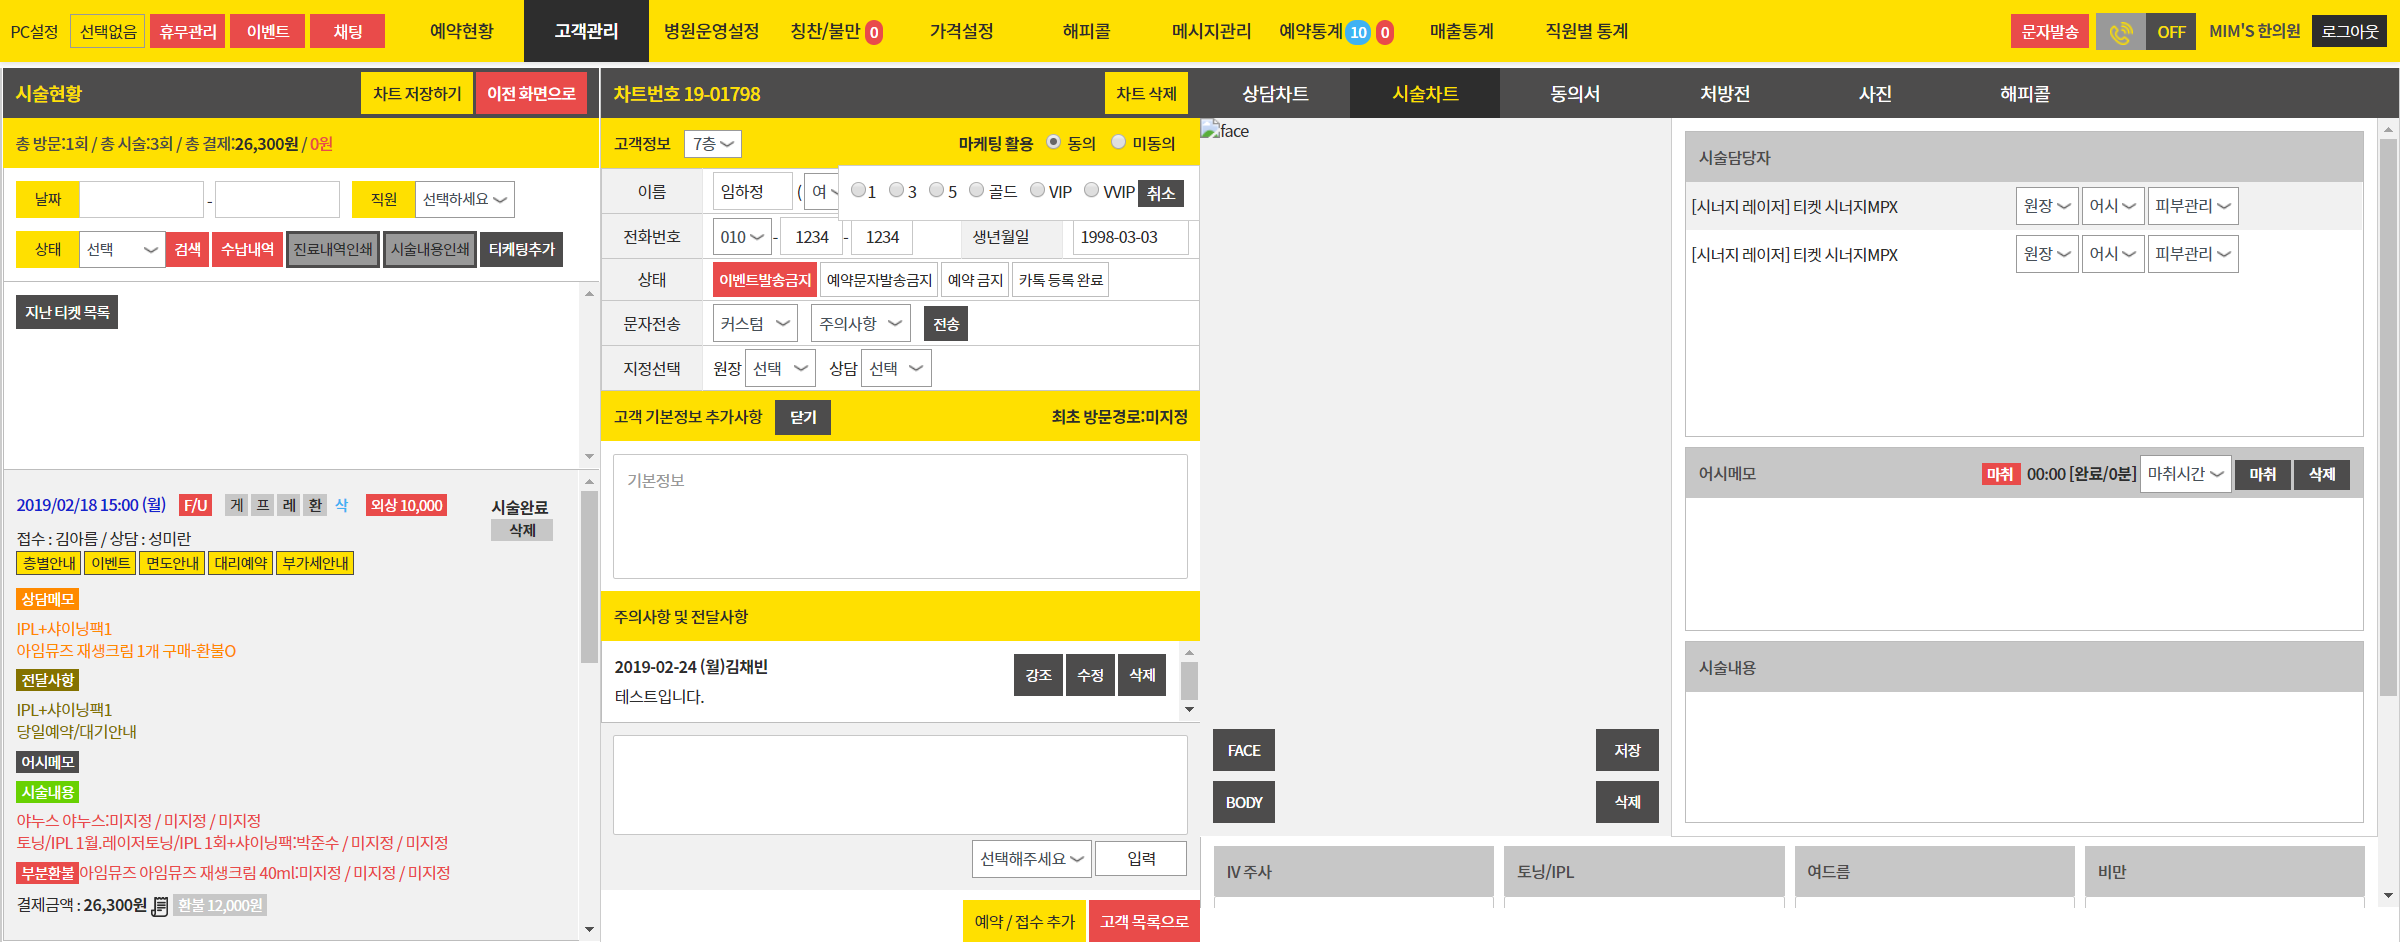 PC설정 선택없음 휴무관리 이벤트 채팅 예약현황 고객관리 병원운영설정 칭찬/불만 0 가격설정 해피콜 메시지관리 예약통계 10 0 매출통계 직원별 통계 문자발송 OFF MIM'S 한의원 로그아웃
시술현황 차트 저장하기 이전 화면으로
총 방문:1회 / 총 시술:3회 / 총 결제:26,300원 / 0원
날짜 - 직원 선택하세요
상태 선택 검색 수납내역 진료내역인쇄 시술내용인쇄 티케팅추가
지난 티켓 목록
2019/02/18 15:00 (월) F/U 게 프 레 환 삭 외상 10,000 시술완료
삭제
접수 : 김아름 / 상담 : 성미란
층별안내 이벤트 면도안내 대리예약 부가세안내
상담메모
IPL+샤이닝팩1
아임뮤즈 재생크림 1개 구매-환불O
전달사항
IPL+샤이닝팩1
당일예약/대기안내
어시메모
시술내용
야누스 야누스:미지정 / 미지정 / 미지정
토닝/IPL 1월.레이저토닝/IPL 1회+샤이닝팩:박준수 / 미지정 / 미지정
부분환불 아임뮤즈 아임뮤즈 재생크림 40ml:미지정 / 미지정 / 미지정
결제금액 : 26,300원 환불 12,000원
차트번호 19-01798 차트 삭제
고객정보 7층 마케팅 활용 동의 미동의
이름 임하정 ( 여 1 3 5 골드 VIP VVIP 취소
전화번호 010 - 1234 - 1234 생년월일 1998-03-03
상태 이벤트발송금지 예약문자발송금지 예약 금지 카톡 등록 완료
문자전송 커스텀 주의사항 전송
지정선택 원장 선택 상담 선택
고객 기본정보 추가사항 닫기 최초 방문경로:미지정
기본정보
주의사항 및 전달사항
2019-02-24 (월)김채빈 강조 수정 삭제
테스트입니다.
선택해주세요 입력
예약 / 접수 추가 고객 목록으로
상담차트 시술차트 동의서 처방전 사진 해피콜
face
FACE 저장
BODY 삭제
시술담당자
[시너지 레이저] 티켓 시너지MPX 원장 어시 피부관리
[시너지 레이저] 티켓 시너지MPX 원장 어시 피부관리
어시메모 마취 00:00 [완료/0분] 마취시간 마취 삭제
시술내용
IV 주사 토닝/IPL 여드름 비만